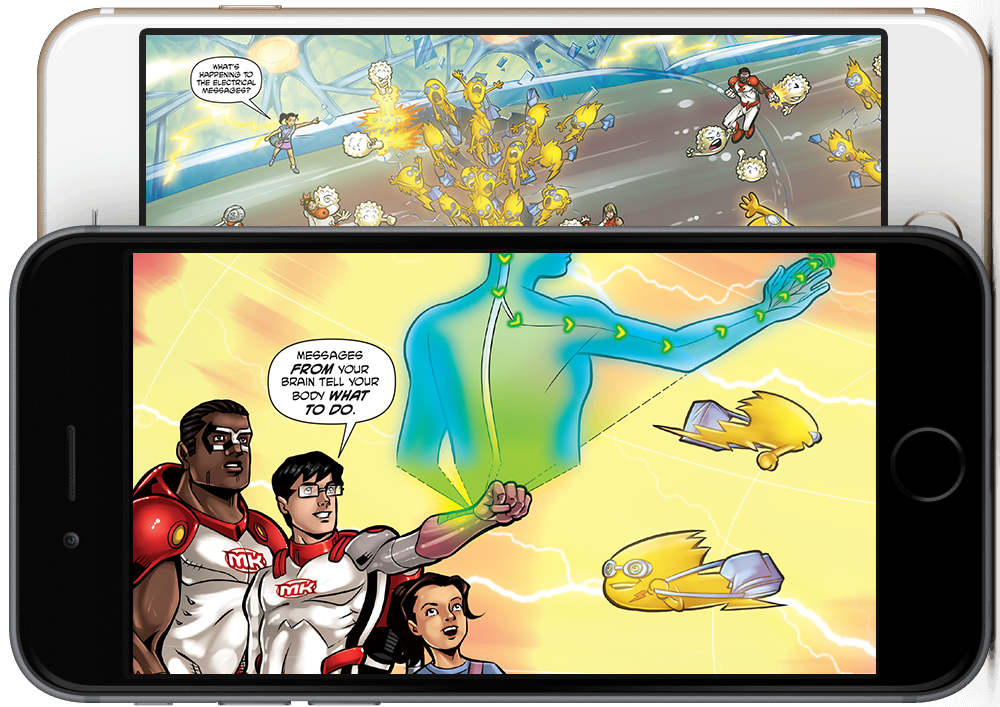 WHAT'S
HAPPENING TO
THE ELECTRICAL
MESSAGES?
MESSAGES
FROM YOUR
BRAIN TELL YOUR
BODY WHAT
TO DO.
MK
MK